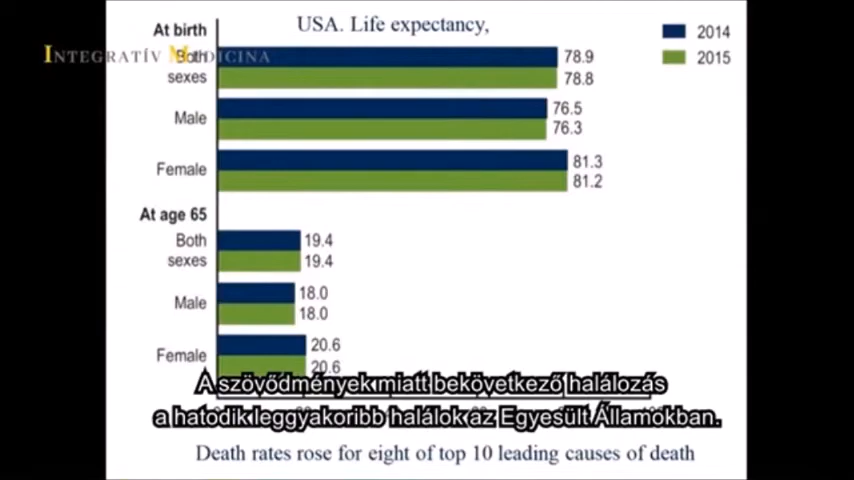 USA. Life expectancy,
INTEGRATÍV MEDICINA
2014
2015
At birth
Both
sexes
78.9
78.8
Male
76.5
76.3
Female
81.3
81.2
At age 65
Both
sexes
19.4
19.4
Male
18.0
18.0
Female
20.6
20.6
A szövődmények miatt bekövetkező halálozás
a hatodik leggyakoribb halálok az Egyesült Államokban.
Death rates rose for eight of top 10 leading causes of death